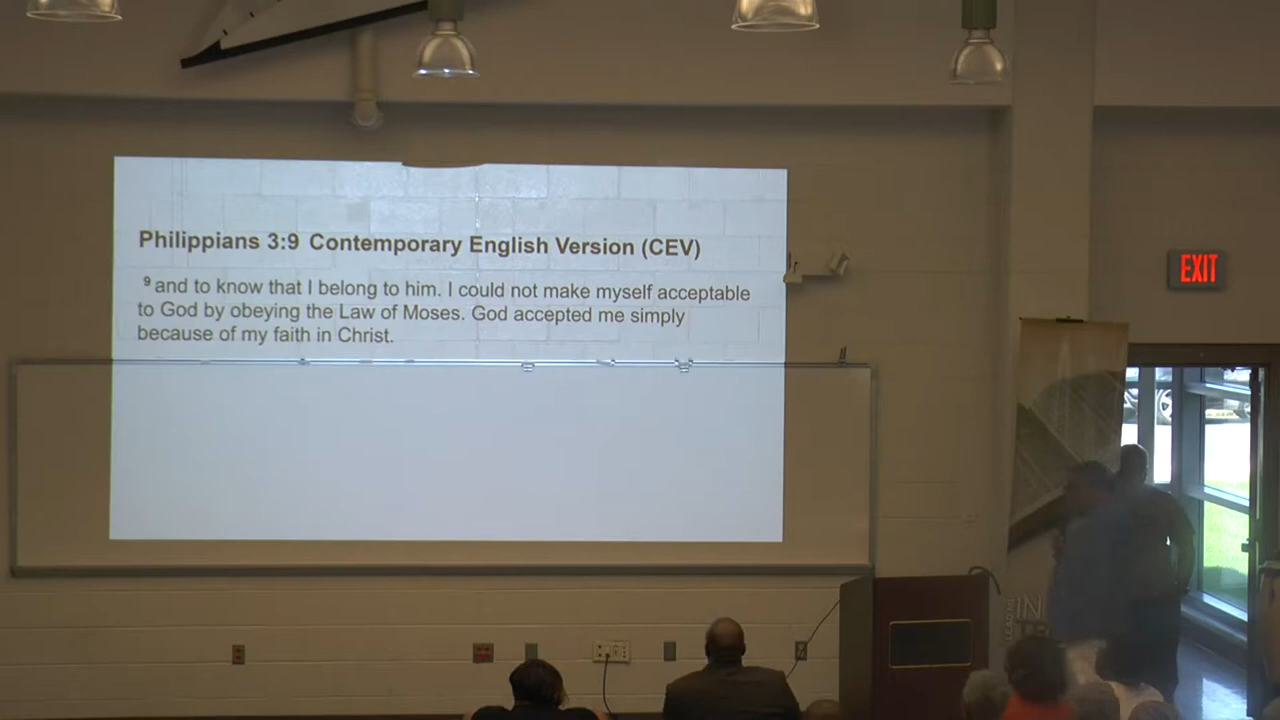 Philippians 3:9 Contemporary English Version (CEV)
9 and to know that I belong to him. I could not make myself acceptable
to God by obeying the Law of Moses. God accepted me simply
because of my faith in Christ.
EXIT
IN